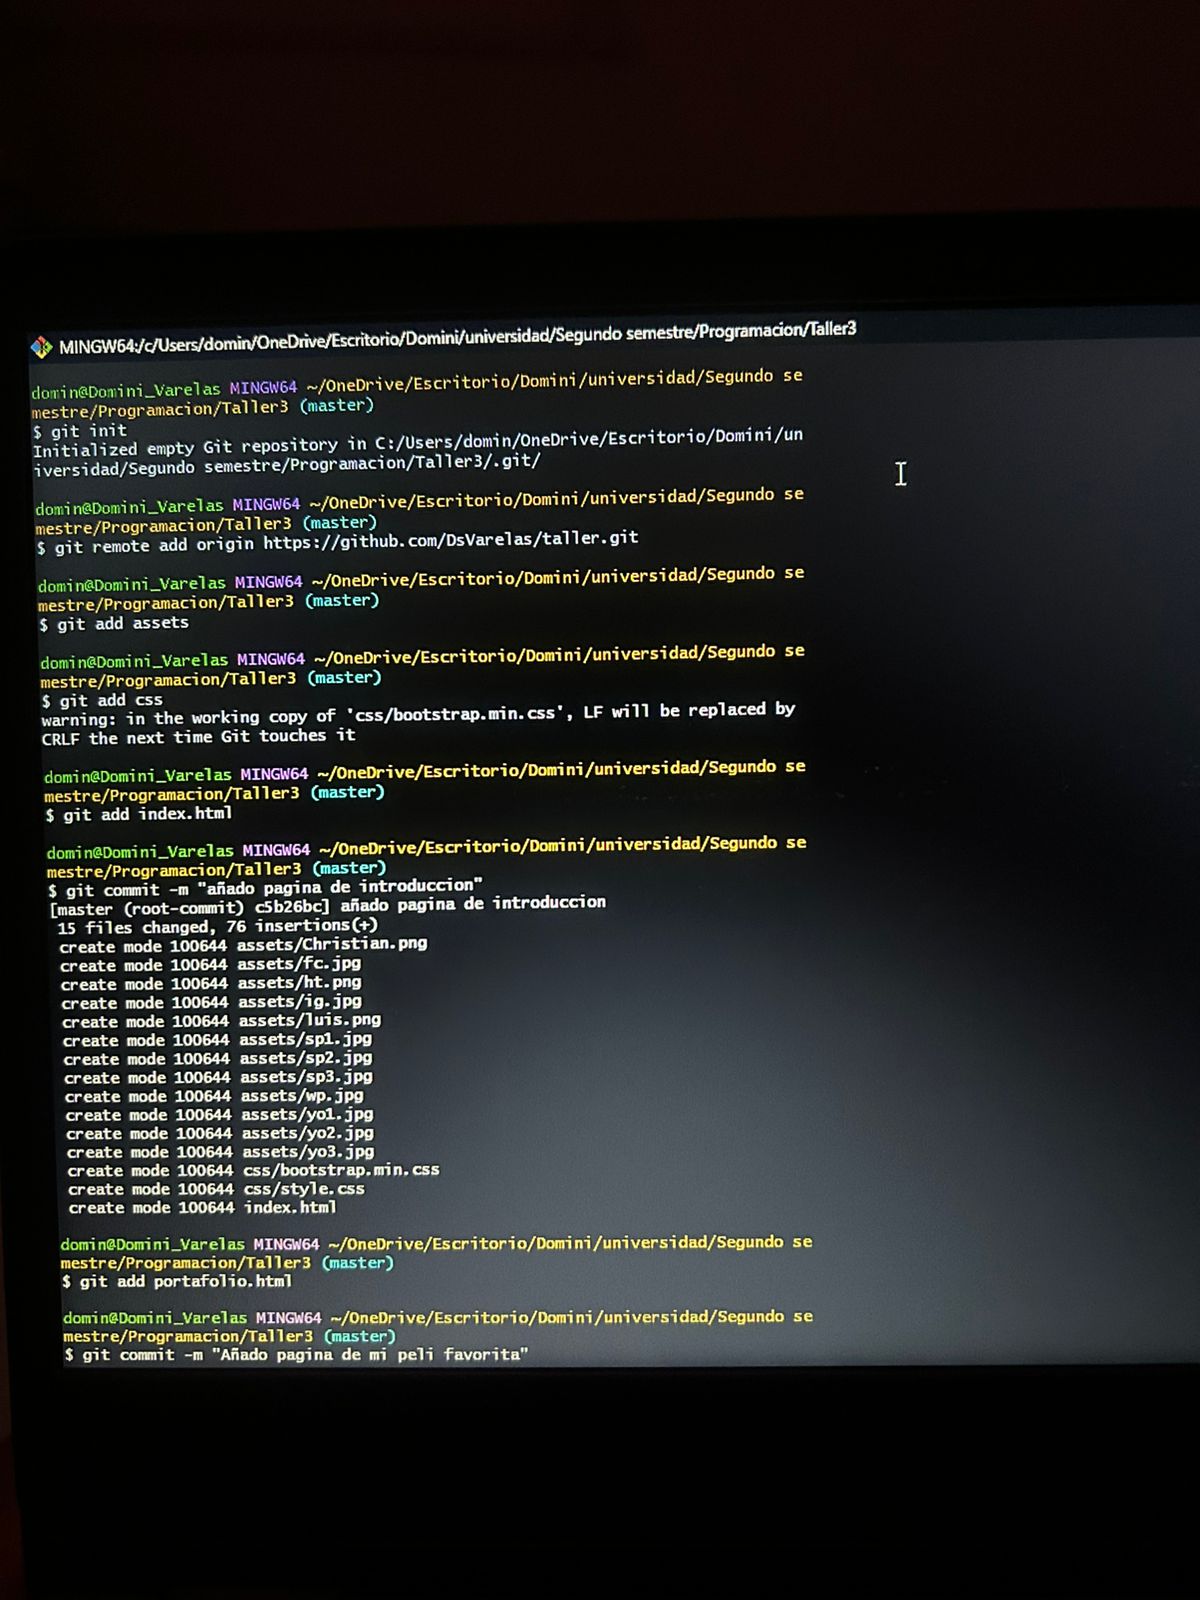 MINGW64:/c/Users/domin/OneDrive/Escritorio/Domini/universidad/Segundo semestre/Programacion/Taller3
domin@Domini_Varelas MINGW64 ~/OneDrive/Escritorio/Domini/universidad/Segundo se
mestre/Programacion/Taller3 (master)
$ git init
Initialized empty Git repository in C:/Users/domin/OneDrive/Escritorio/Domini/un
iversidad/Segundo semestre/Programacion/Taller3/.git/
domin@Domini_Varelas MINGW64 ~/OneDrive/Escritorio/Domini/universidad/Segundo se
mestre/Programacion/Taller3 (master)
$ git remote add origin https://github.com/DsVarelas/taller.git
domin@Domini_Varelas MINGW64 ~/OneDrive/Escritorio/Domini/universidad/Segundo se
mestre/Programacion/Taller3 (master)
$ git add assets
domin@Domini_Varelas MINGW64 ~/OneDrive/Escritorio/Domini/universidad/Segundo se
mestre/Programacion/Taller3 (master)
$ git add css
warning: in the working copy of 'css/bootstrap.min.css', LF will be replaced by
CRLF the next time Git touches it
domin@Domini_Varelas MINGW64 ~/OneDrive/Escritorio/Domini/universidad/Segundo se
mestre/Programacion/Taller3 (master)
$ git add index.html
domin@Domini_Varelas MINGW64 ~/OneDrive/Escritorio/Domini/universidad/Segundo se
mestre/Programacion/Taller3 (master)
$ git commit -m "añado pagina de introduccion"
[master (root-commit) c5b26bc] añado pagina de introduccion
15 files changed, 76 insertions(+)
create mode 100644 assets/Christian.png
create mode 100644 assets/fc.jpg
create mode 100644 assets/ht.png
create mode 100644 assets/ig.jpg
create mode 100644 assets/luis.png
create mode 100644 assets/sp1.jpg
create mode 100644 assets/sp2.jpg
create mode 100644 assets/sp3.jpg
create mode 100644 assets/wp.jpg
create mode 100644 assets/yo1.jpg
create mode 100644 assets/yo2.jpg
create mode 100644 assets/yo3.jpg
create mode 100644 css/bootstrap.min.css
create mode 100644 css/style.css
create mode 100644 index.html
domin@Domini_Varelas MINGW64 ~/OneDrive/Escritorio/Domini/universidad/Segundo se
mestre/Programacion/Taller3 (master)
$ git add portafolio.html
domin@Domini_Varelas MINGW64 ~/OneDrive/Escritorio/Domini/universidad/Segundo se
mestre/Programacion/Taller3 (master)
$ git commit -m "Añado pagina de mi peli favorita"